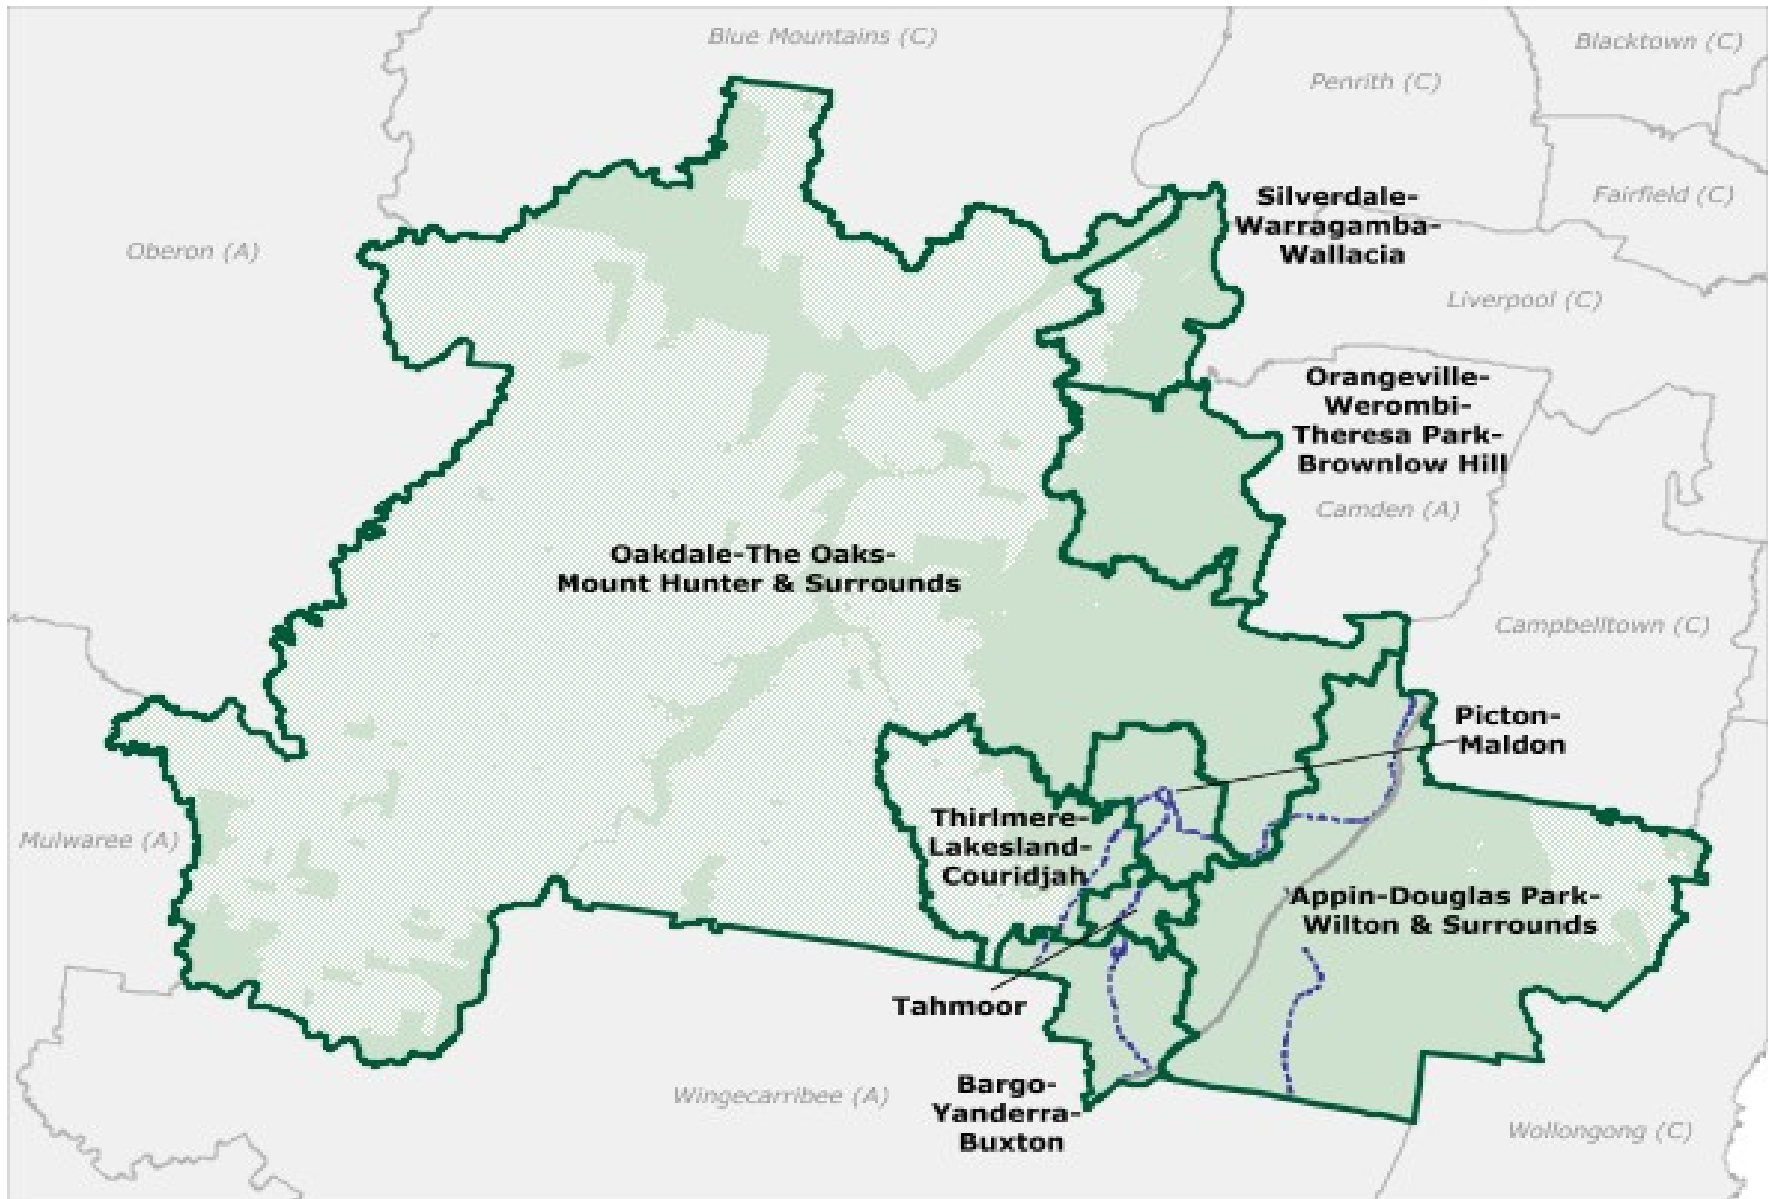 Blue Mountains (C)
Blacktown (C)
Penrith (C)
Silverdale-
Warragamba-
Wallacia
Fairfield (C)
Oberon (A)
Liverpool (C)
Orangeville-
Werombi-
Theresa Park-
Brownlow Hill
Camden (A)
Oakdale-The Oaks-
Mount Hunter & Surrounds
Campbelltown (C)
Picton-
Maldon
Mulwaree (A)
Thirlmere-
Lakesland-
Couridjah
Appin-Douglas Park-
Wilton & Surrounds
Tahmoor
Wingecarribee (A)
Bargo-
Yanderra-
Buxton
Wollongong (C)